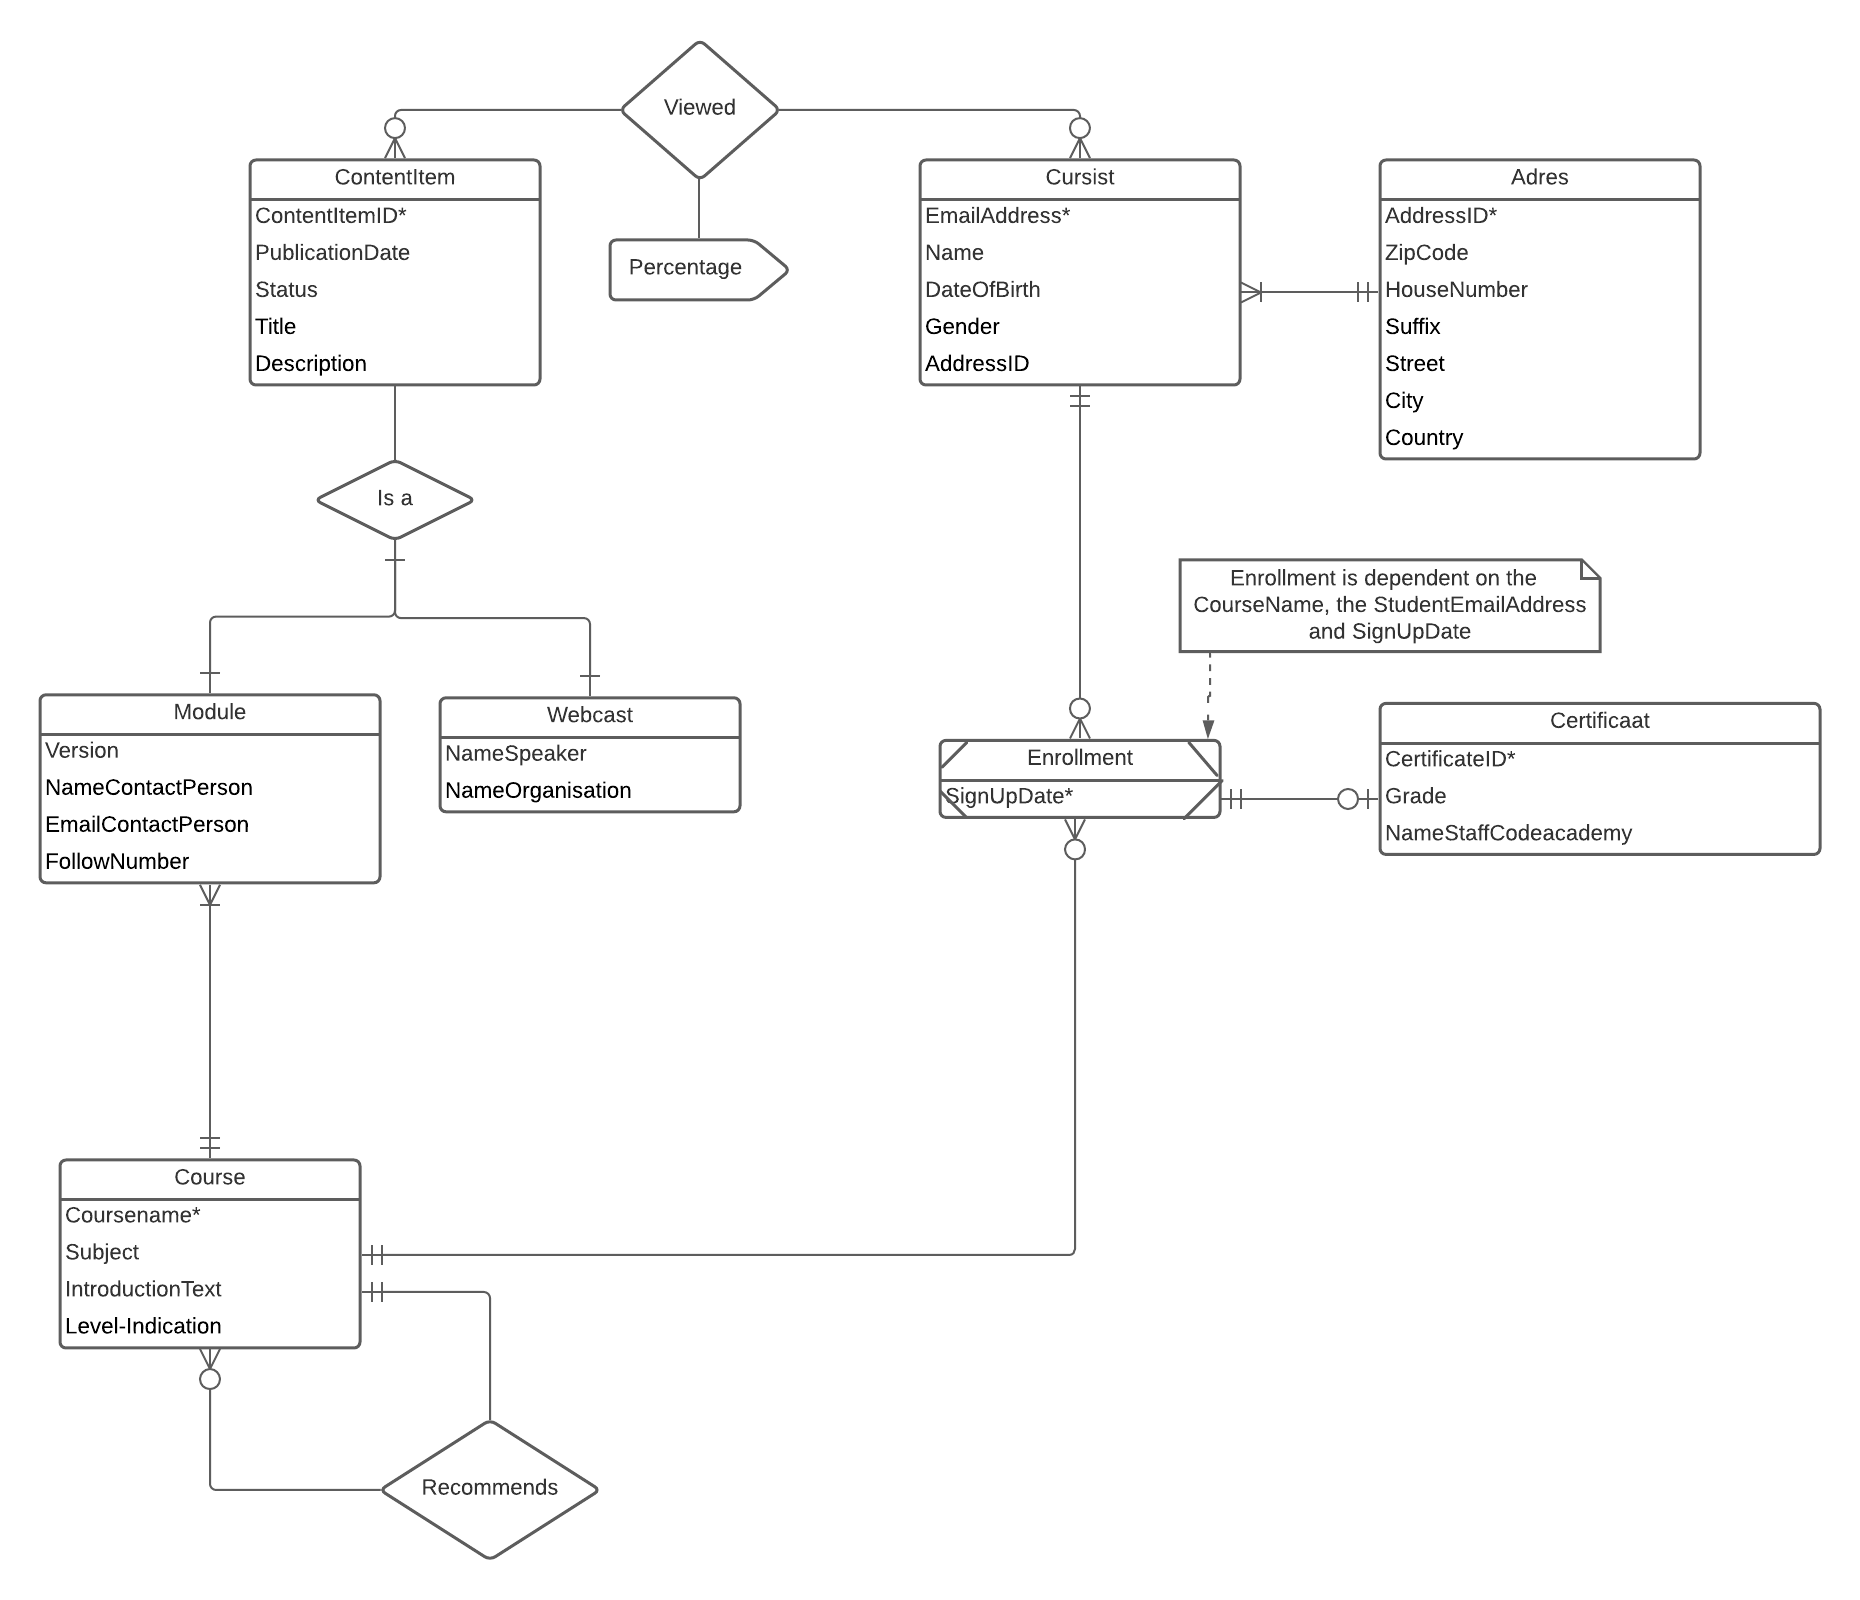 Viewed
Percentage
ContentItem
ContentItemID*
PublicationDate
Status
Title
Description
Cursist
EmailAddress*
Name
DateOfBirth
Gender
AddressID
Adres
AddressID*
ZipCode
HouseNumber
Suffix
Street
City
Country
Is a
Enrollment is dependent on the
CourseName, the StudentEmailAddress
and SignUpDate
Module
Version
NameContactPerson
EmailContactPerson
FollowNumber
Webcast
NameSpeaker
NameOrganisation
Enrollment
SignUpDate*
Certificaat
CertificateID*
Grade
NameStaffCodeacademy
Course
Coursename*
Subject
IntroductionText
Level-Indication
Recommends